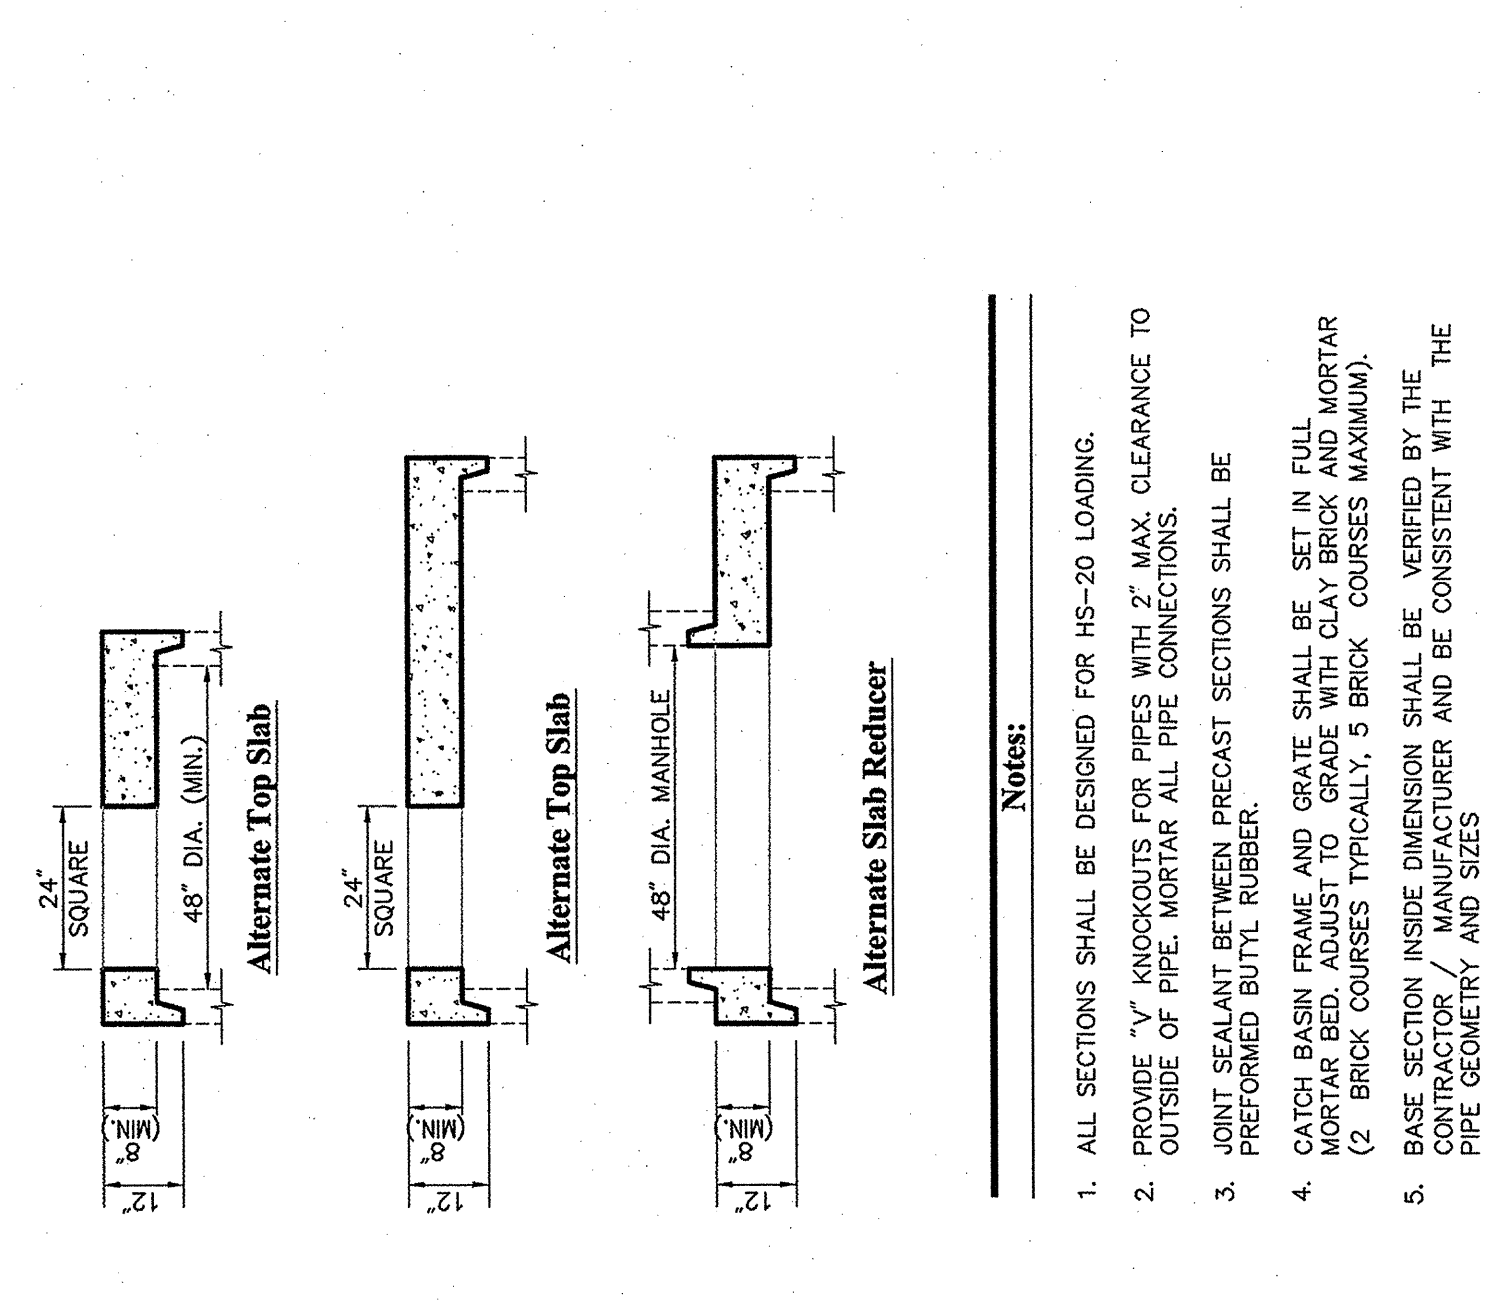 24"
SQUARE
48" DIA. (MIN.)
8"
(MIN.)
12"
Alternate Top Slab
24"
SQUARE
8"
(MIN.)
12"
Alternate Top Slab
48" DIA. MANHOLE
8"
(MIN.)
12"
Alternate Slab Reducer
Notes:
1. ALL SECTIONS SHALL BE DESIGNED FOR HS-20 LOADING.
2. PROVIDE "V" KNOCKOUTS FOR PIPES WITH 2" MAX. CLEARANCE TO
OUTSIDE OF PIPE. MORTAR ALL PIPE CONNECTIONS.
3. JOINT SEALANT BETWEEN PRECAST SECTIONS SHALL BE
PREFORMED BUTYL RUBBER.
4. CATCH BASIN FRAME AND GRATE SHALL BE SET IN FULL
MORTAR BED. ADJUST TO GRADE WITH CLAY BRICK AND MORTAR
(2 BRICK COURSES TYPICALLY, 5 BRICK COURSES MAXIMUM).
5. BASE SECTION INSIDE DIMENSION SHALL BE VERIFIED BY THE
CONTRACTOR / MANUFACTURER AND BE CONSISTENT WITH THE
PIPE GEOMETRY AND SIZES